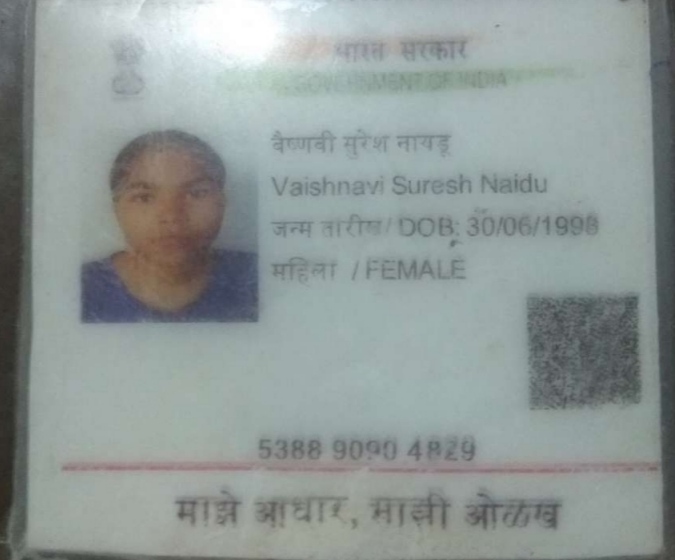 भारत सरकार
GOVERNMENT OF INDIA
वैष्णवी सुरेश नायडू
Vaishnavi Suresh Naidu
जन्म तारीख/ DOB: 30/06/1998
महिला / FEMALE
5388 9090 4829
माझे आधार, माझी ओळख